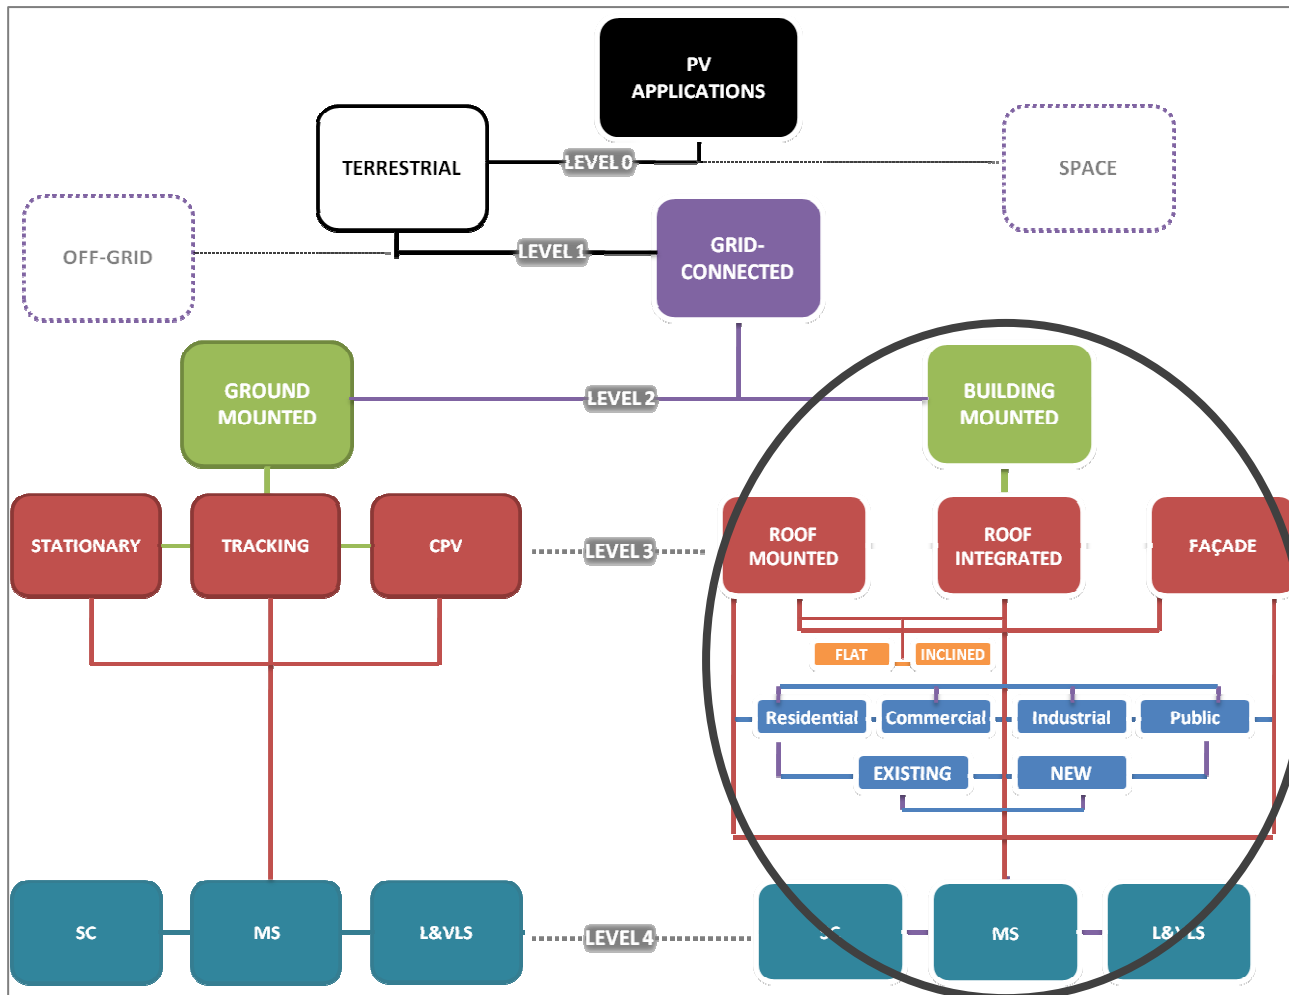 PV
APPLICATIONS
TERRESTRIAL
LEVEL 0
SPACE
OFF-GRID
LEVEL 1
GRID-
CONNECTED
GROUND
MOUNTED
LEVEL 2
BUILDING
MOUNTED
STATIONARY
TRACKING
CPV
LEVEL 3
ROOF
MOUNTED
ROOF
INTEGRATED
FAÇADE
FLAT
INCLINED
Residential
Commercial
Industrial
Public
EXISTING
NEW
SC
MS
L&VLS
LEVEL 4
SC
MS
L&VLS